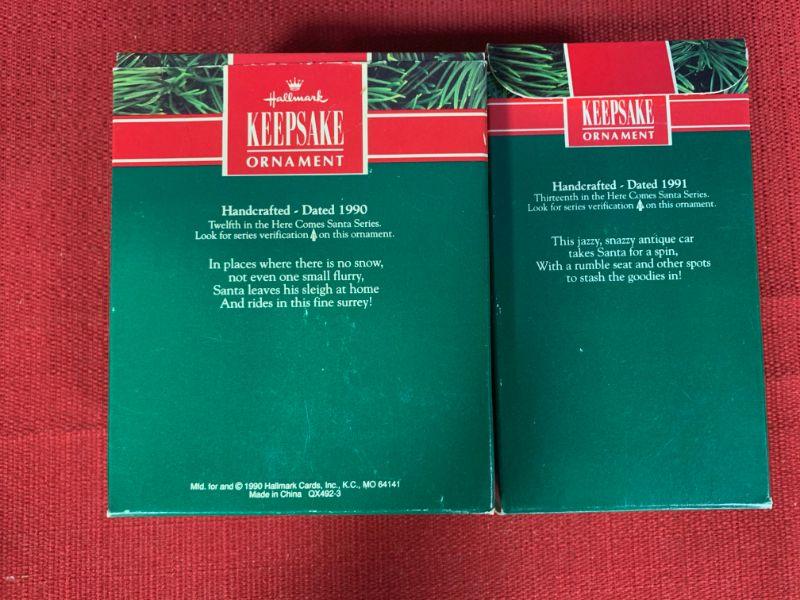 Hallmark
KEEPSAKE
ORNAMENT
Handcrafted - Dated 1990
Twelfth in the Here Comes Santa Series.
Look for series verification on this ornament.
In places where there is no snow,
not even one small flurry,
Santa leaves his sleigh at home
And rides in this fine surrey!
Mfd. for and © 1990 Hallmark Cards, Inc., K.C., MO 64141
Made in China QX492-3
KEEPSAKE
ORNAMENT
Handcrafted - Dated 1991
Thirteenth in the Here Comes Santa Series.
Look for series verification on this ornament.
This jazzy, snazzy antique car
takes Santa for a spin,
With a rumble seat and other spots
to stash the goodies in!